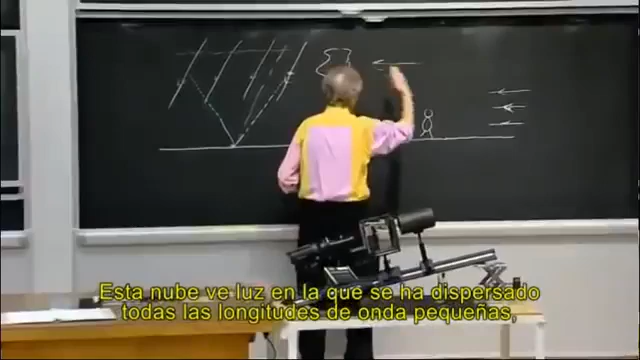 Esta nube ve luz en la que se ha dispersado
todas las longitudes de onda pequeñas,